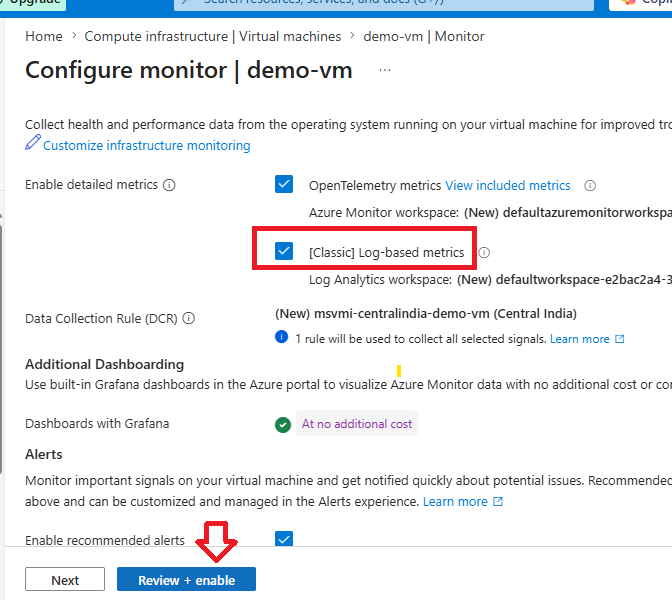 Upgrade
Search resources, services, and docs (G+/)
Home > Compute infrastructure | Virtual machines > demo-vm | Monitor
Configure monitor | demo-vm ...
Collect health and performance data from the operating system running on your virtual machine for improved
Customize infrastructure monitoring
Enable detailed metrics
OpenTelemetry metrics View included metrics
Azure Monitor workspace: (New) defaultazuremonitorworkspa
[Classic] Log-based metrics
Log Analytics workspace: (New) defaultworkspace-e2bac2a4-3
Data Collection Rule (DCR)
(New) msvmi-centralindia-demo-vm (Central India)
1 rule will be used to collect all selected signals. Learn more
Additional Dashboarding
Use built-in Grafana dashboards in the Azure portal to visualize Azure Monitor data with no additional cost or
Dashboards with Grafana
At no additional cost
Alerts
Monitor important signals on your virtual machine and get notified quickly about potential issues. Recommended
above and can be customized and managed in the Alerts experience. Learn more
Enable recommended alerts
Next
Review + enable